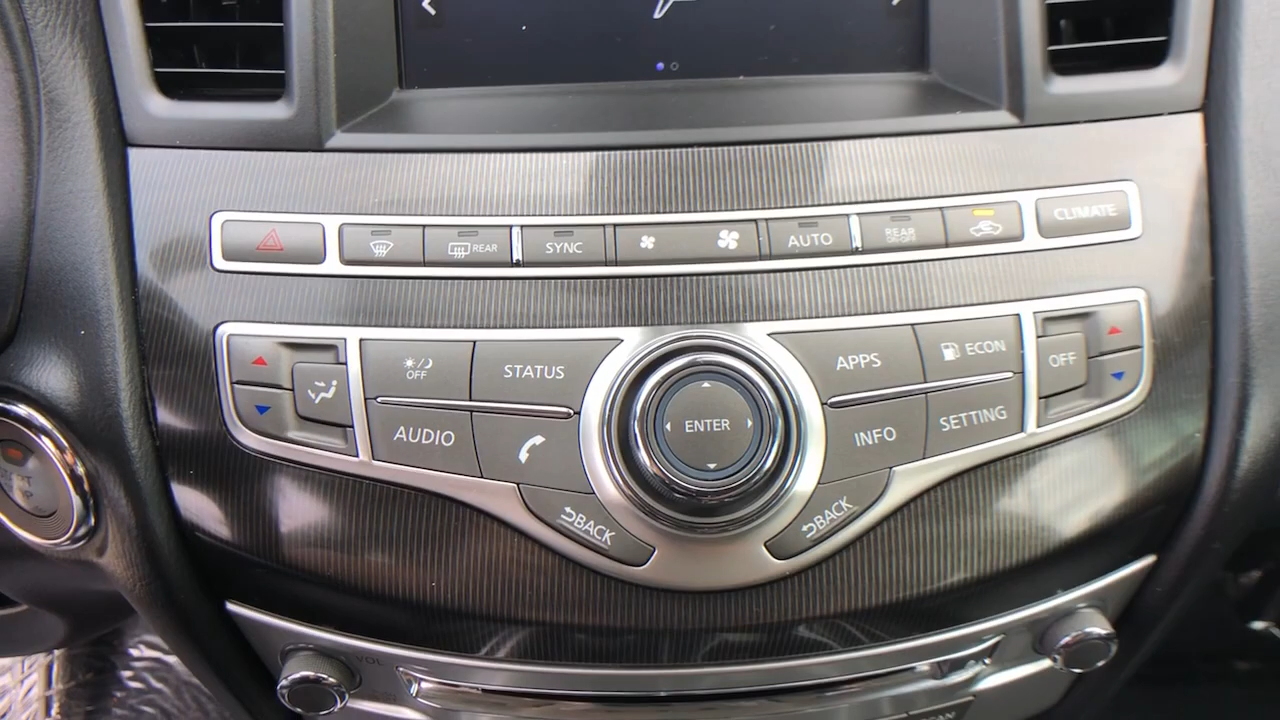 REAR
SYNC
AUTO
REAR
ON·OFF
CLIMATE
OFF
STATUS
APPS
ECON
OFF
AUDIO
ENTER
INFO
SETTING
BACK
BACK
VOL